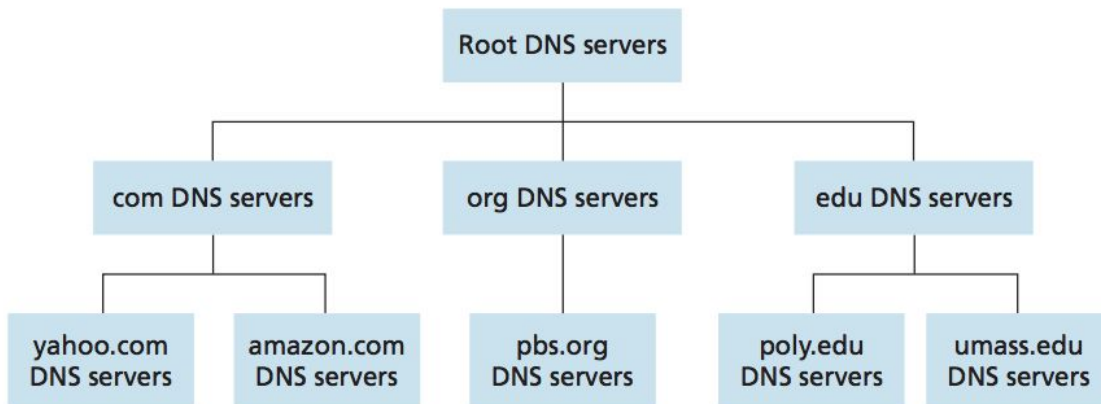 Root DNS servers
com DNS servers
org DNS servers
edu DNS servers
yahoo.com
DNS servers
amazon.com
DNS servers
pbs.org
DNS servers
poly.edu
DNS servers
umass.edu
DNS servers